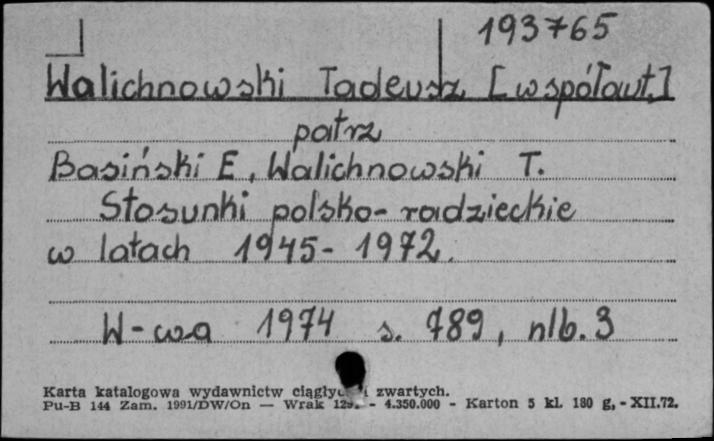 193765
Walichnowski Tadeusz [współaut.]
patrz
Basiński E., Walichnowski T.
Stosunki polsko-radzieckie
w latach 1945-1972.
W-wa 1974 s. 489, nlb. 3
Karta katalogowa wydawnictw zwartych.
Pu-B 144 Zam. 1991/DW/On — Wrak - 4.350.000 - Karton 5 kl. 180 g, - XII.72.